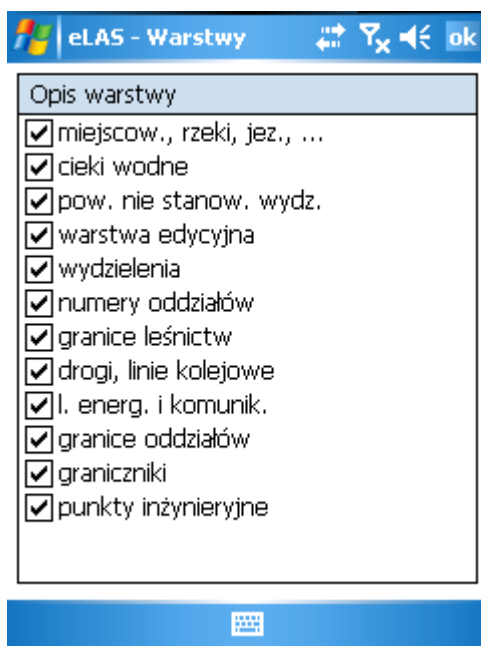 eLAS - Warstwy
ok
Opis warstwy
miejscow., rzeki, jez., ...
cieki wodne
pow. nie stanow. wydz.
warstwa edycyjna
wydzielenia
numery oddziałów
granice leśnictw
drogi, linie kolejowe
l. energ. i komunik.
granice oddziałów
graniczniki
punkty inżynieryjne